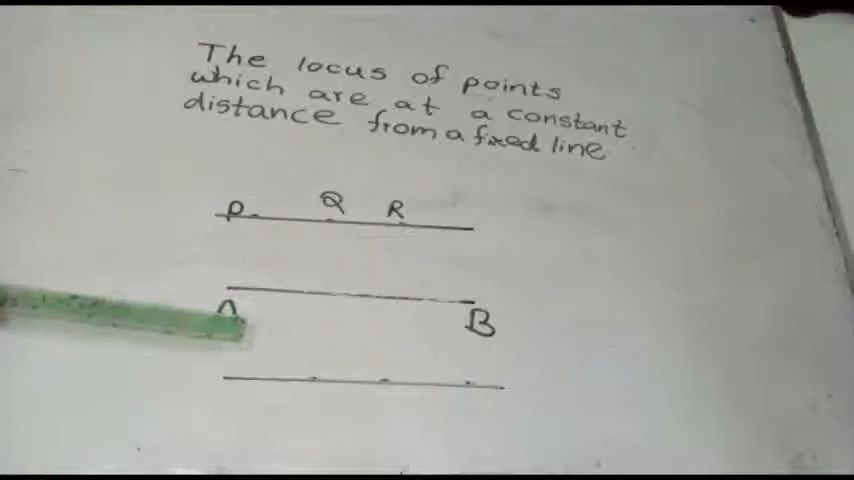 The locus of points
which are at a constant
distance from a fixed line
P Q R
A B